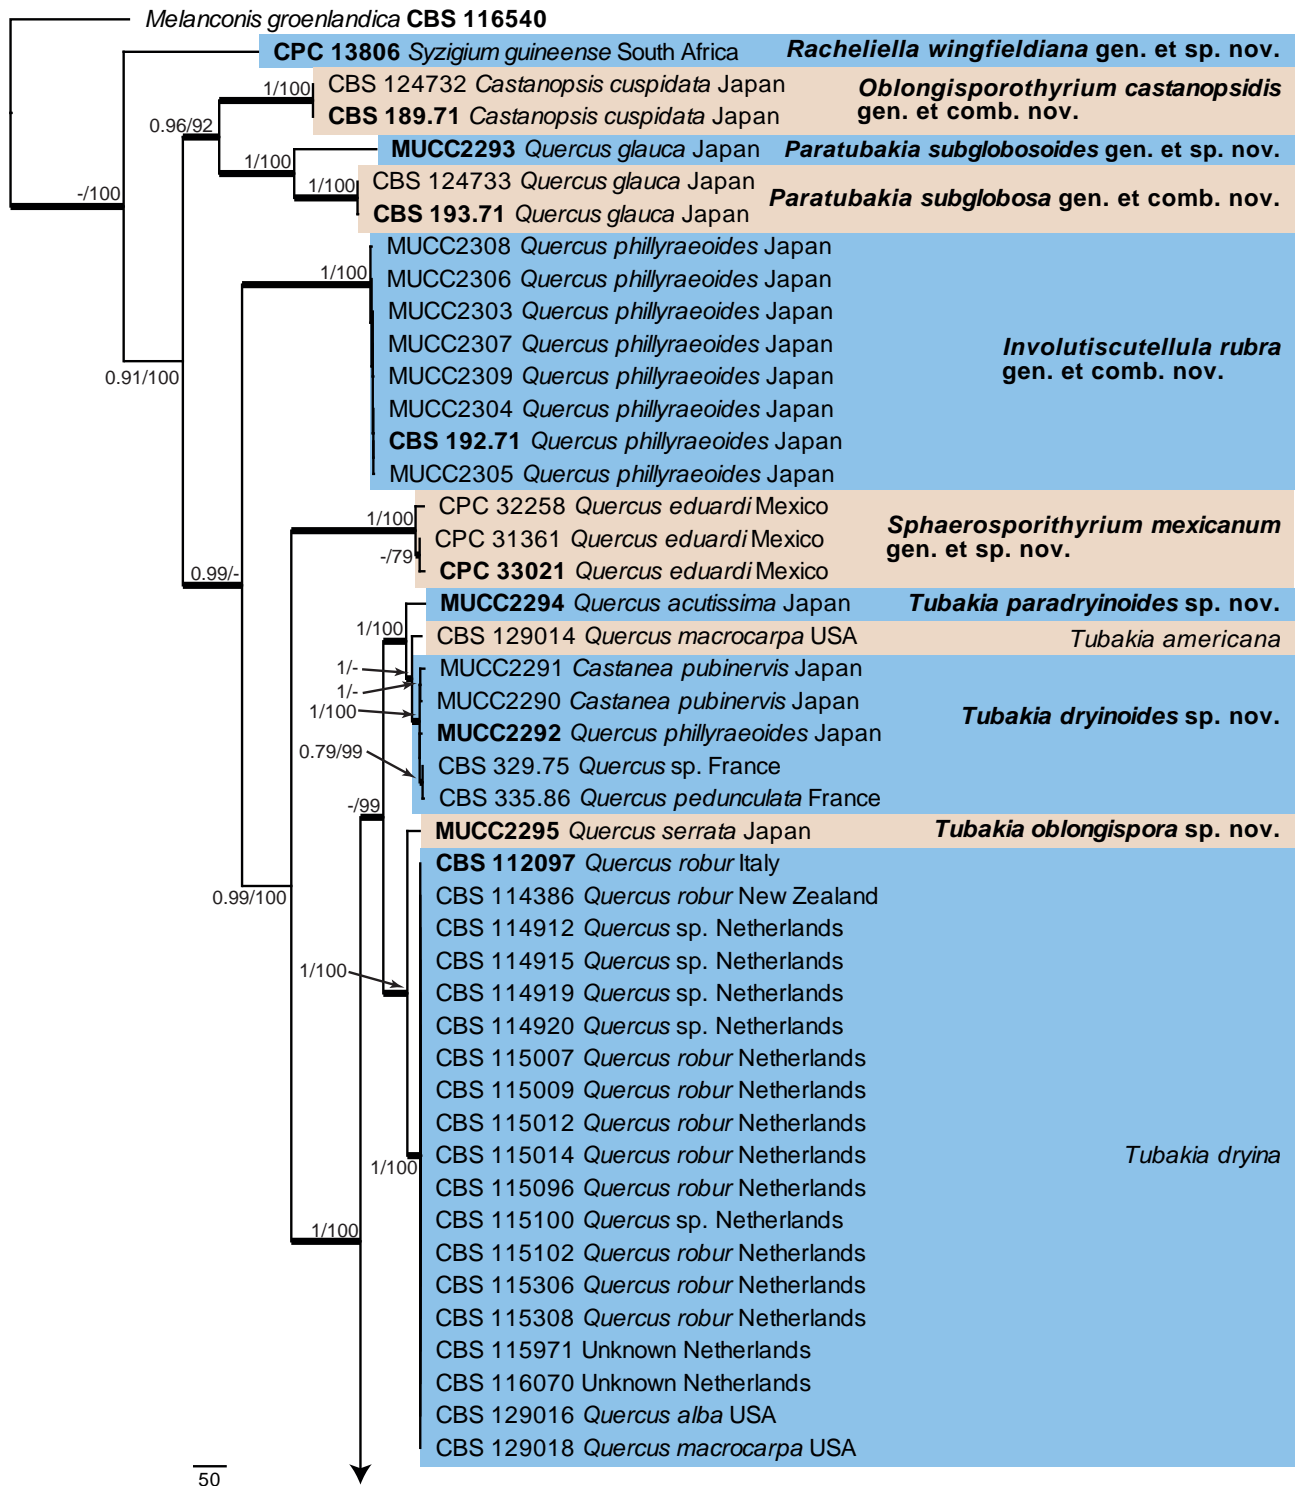 Melanconis groenlandica CBS 116540
CPC 13806 Syzigium guineense South Africa
Racheliella wingfieldiana gen. et sp. nov.
1/100
CBS 124732 Castanopsis cuspidata Japan
CBS 189.71 Castanopsis cuspidata Japan
Oblongisporothyrium castanopsidis
gen. et comb. nov.
0.96/92
1/100
MUCC2293 Quercus glauca Japan
Paratubakia subglobosoides gen. et sp. nov.
-/100
1/100
CBS 124733 Quercus glauca Japan
CBS 193.71 Quercus glauca Japan
Paratubakia subglobosa gen. et comb. nov.
1/100
MUCC2308 Quercus phillyraeoides Japan
MUCC2306 Quercus phillyraeoides Japan
MUCC2303 Quercus phillyraeoides Japan
MUCC2307 Quercus phillyraeoides Japan
MUCC2309 Quercus phillyraeoides Japan
MUCC2304 Quercus phillyraeoides Japan
CBS 192.71 Quercus phillyraeoides Japan
MUCC2305 Quercus phillyraeoides Japan
Involutiscutellula rubra
gen. et comb. nov.
0.91/100
1/100
CPC 32258 Quercus eduardi Mexico
CPC 31361 Quercus eduardi Mexico
-/79
CPC 33021 Quercus eduardi Mexico
Sphaerosporithyrium mexicanum
gen. et sp. nov.
0.99/-
MUCC2294 Quercus acutissima Japan
Tubakia paradryinoides sp. nov.
1/100
CBS 129014 Quercus macrocarpa USA
Tubakia americana
1/-
1/-
1/100
MUCC2291 Castanea pubinervis Japan
MUCC2290 Castanea pubinervis Japan
MUCC2292 Quercus phillyraeoides Japan
0.79/99
CBS 329.75 Quercus sp. France
CBS 335.86 Quercus pedunculata France
Tubakia dryinoides sp. nov.
-/99
MUCC2295 Quercus serrata Japan
Tubakia oblongispora sp. nov.
0.99/100
1/100
CBS 112097 Quercus robur Italy
CBS 114386 Quercus robur New Zealand
CBS 114912 Quercus sp. Netherlands
CBS 114915 Quercus sp. Netherlands
CBS 114919 Quercus sp. Netherlands
CBS 114920 Quercus sp. Netherlands
CBS 115007 Quercus robur Netherlands
CBS 115009 Quercus robur Netherlands
CBS 115012 Quercus robur Netherlands
CBS 115014 Quercus robur Netherlands
CBS 115096 Quercus robur Netherlands
CBS 115100 Quercus sp. Netherlands
CBS 115102 Quercus robur Netherlands
CBS 115306 Quercus robur Netherlands
CBS 115308 Quercus robur Netherlands
CBS 115971 Unknown Netherlands
CBS 116070 Unknown Netherlands
CBS 129016 Quercus alba USA
CBS 129018 Quercus macrocarpa USA
Tubakia dryina
1/100
1/100
50